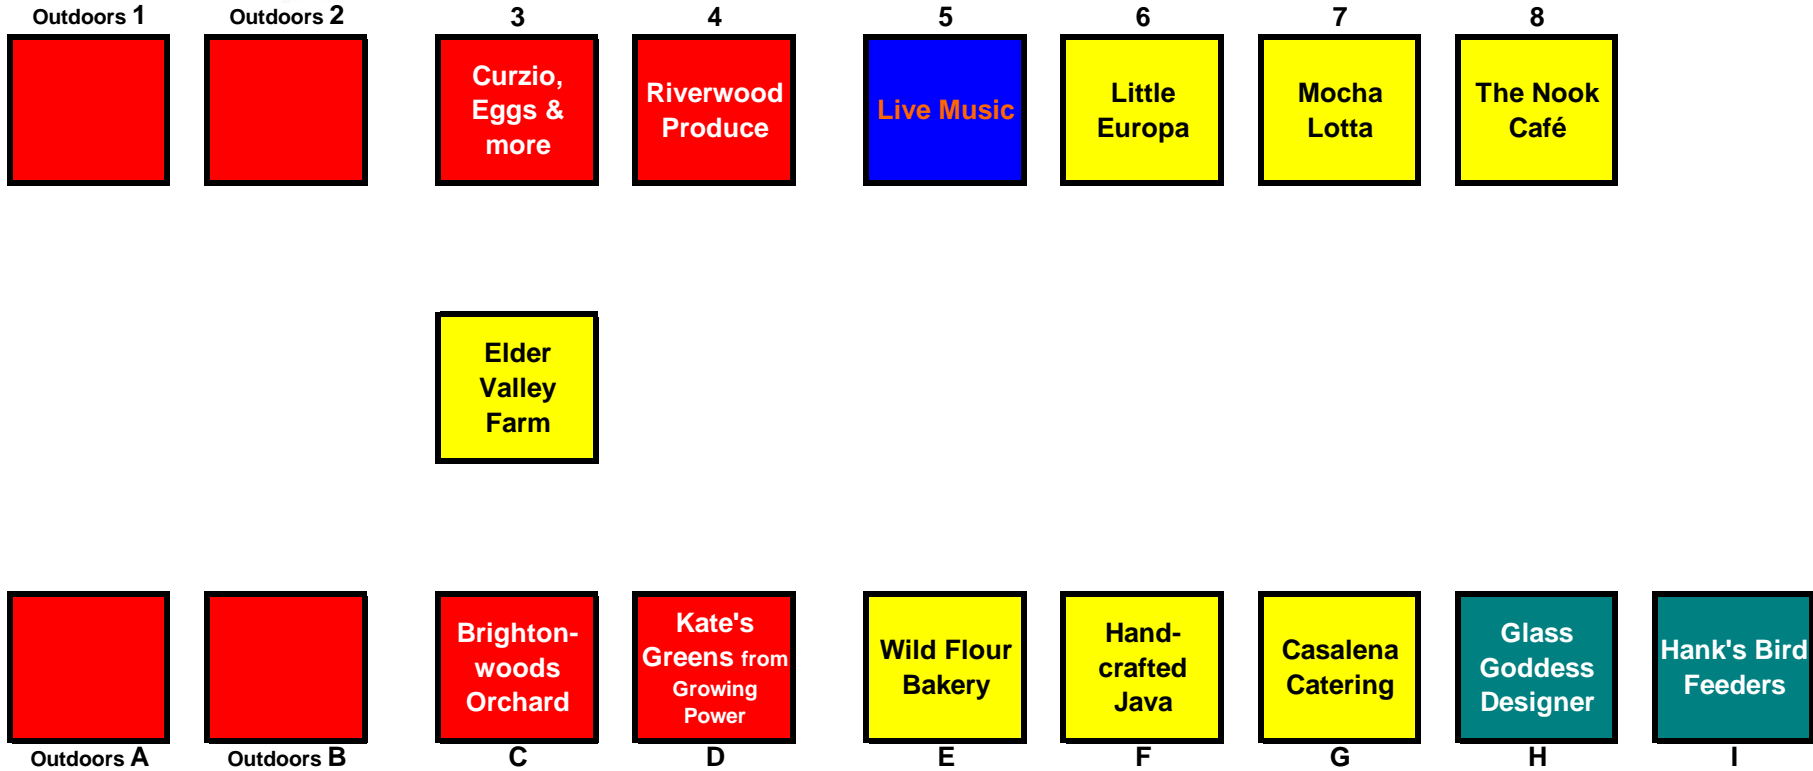 Outdoors 1
Outdoors 2
3
4
5
6
7
8
Curzio,
Eggs &
more
Riverwood
Produce
Live Music
Little
Europa
Mocha
Lotta
The Nook
Café
Elder
Valley
Farm
Brighton-
woods
Orchard
Kate's
Greens from
Growing
Power
Wild Flour
Bakery
Hand-
crafted
Java
Casalena
Catering
Glass
Goddess
Designer
Hank's Bird
Feeders
Outdoors A
Outdoors B
C
D
E
F
G
H
I